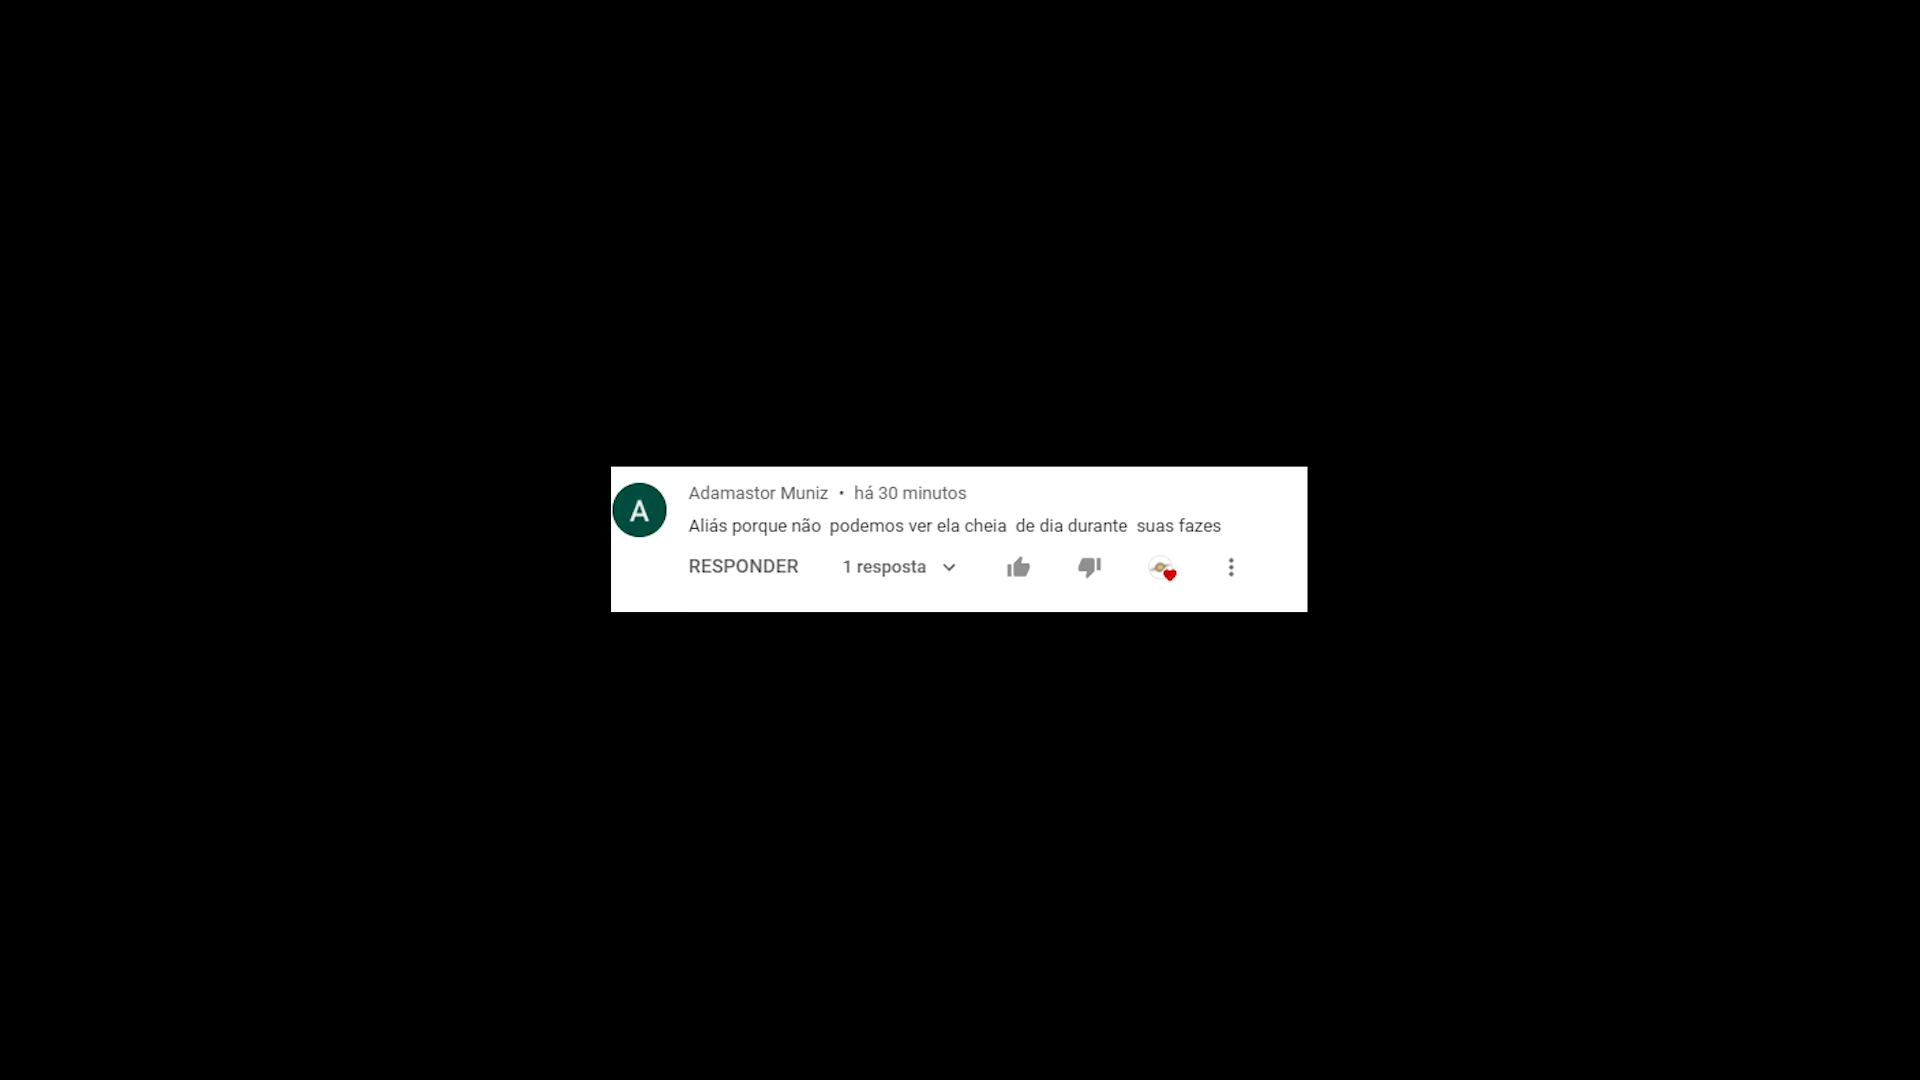 A
Adamastor Muniz • há 30 minutos
Aliás porque não podemos ver ela cheia de dia durante suas fazes
RESPONDER 1 resposta